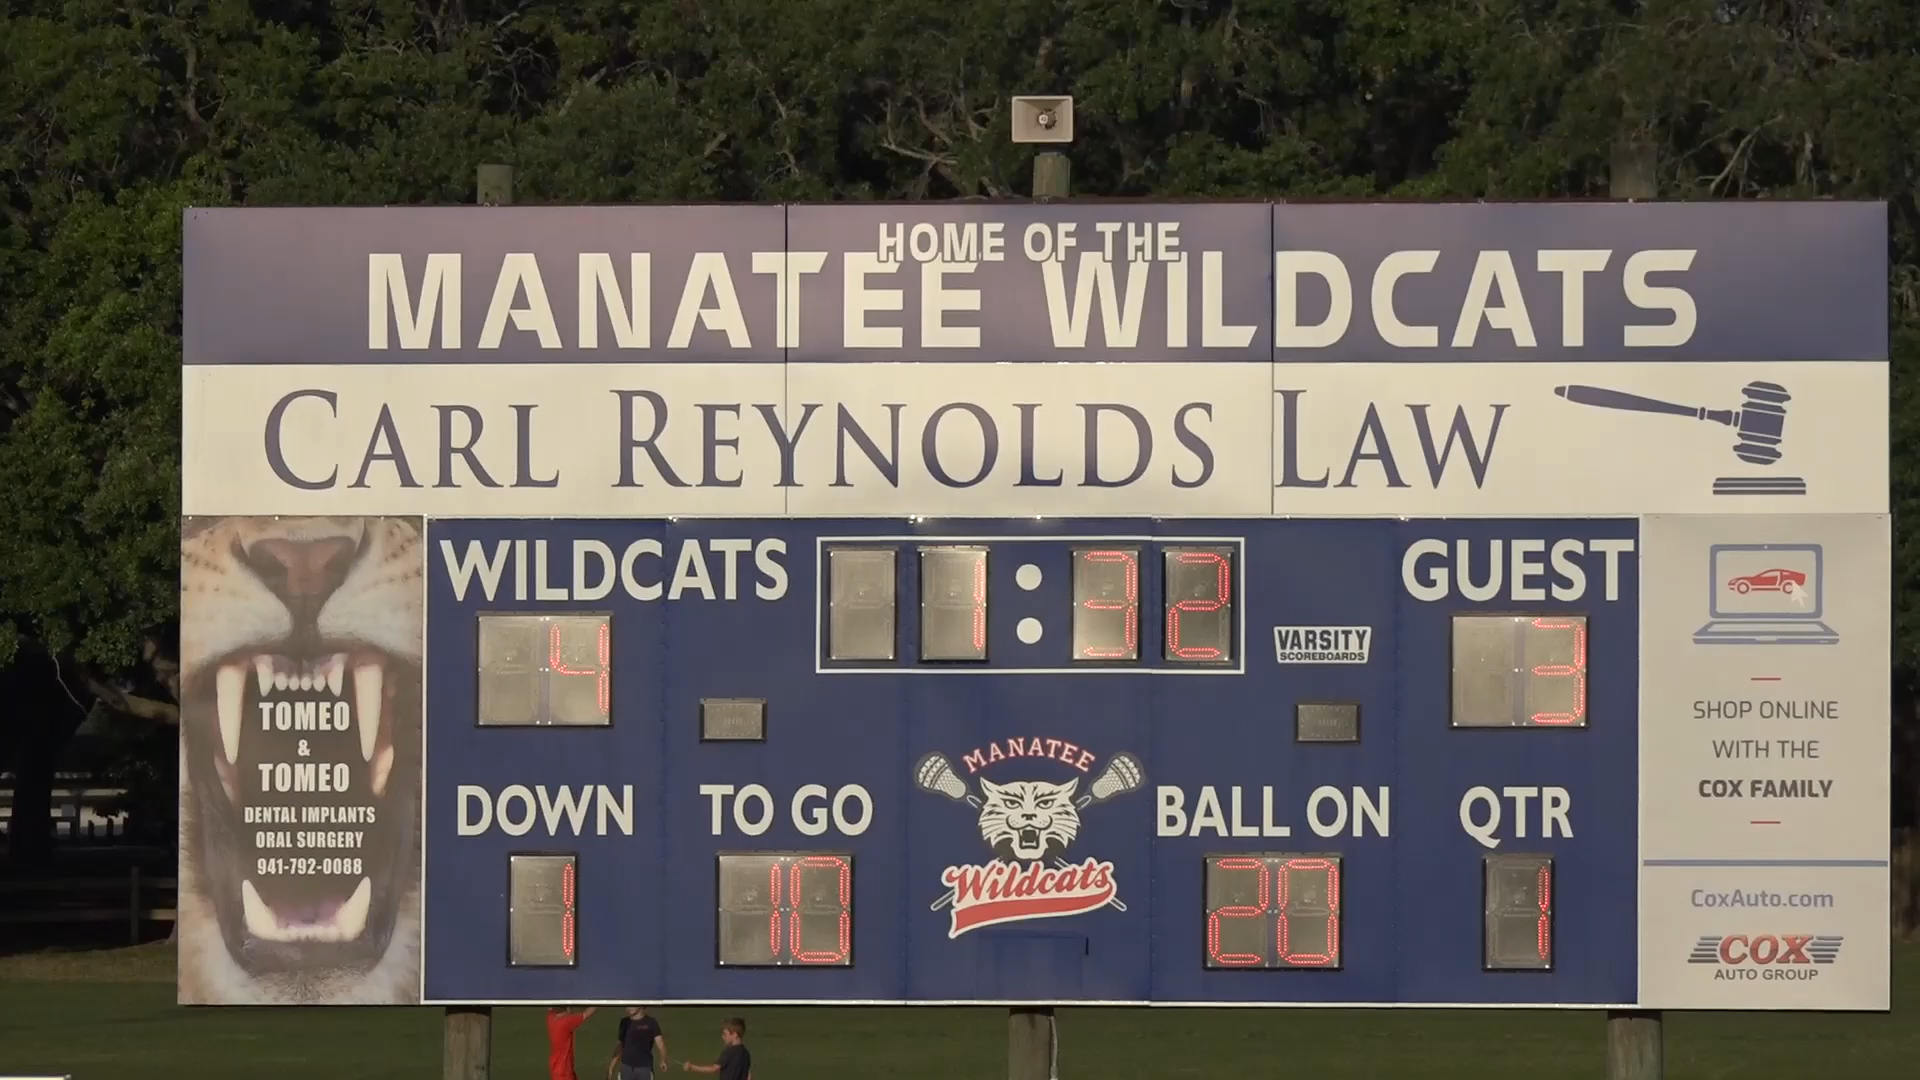 HOME OF THE
MANATEE WILDCATS
CARL REYNOLDS LAW
WILDCATS
1:32
GUEST
4
3
VARSITY
SCOREBOARDS
DOWN
TO GO
BALL ON
QTR
1
10
20
1
MANATEE
Wildcats
TOMEO
&
TOMEO
DENTAL IMPLANTS
ORAL SURGERY
941-792-0088
SHOP ONLINE
WITH THE
COX FAMILY
CoxAuto.com
COX
AUTO GROUP